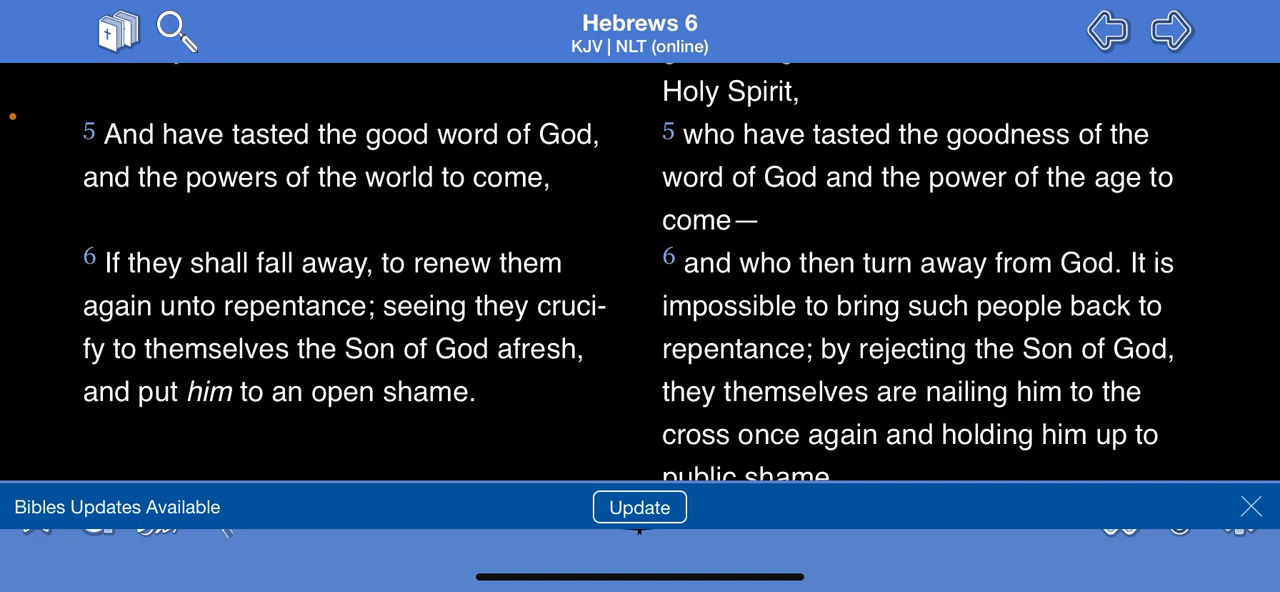 Hebrews 6
KJV | NLT (online)
5 And have tasted the good word of God,
and the powers of the world to come,
6 If they shall fall away, to renew them
again unto repentance; seeing they cruci-
fy to themselves the Son of God afresh,
and put him to an open shame.
Holy Spirit,
5 who have tasted the goodness of the
word of God and the power of the age to
come—
6 and who then turn away from God. It is
impossible to bring such people back to
repentance; by rejecting the Son of God,
they themselves are nailing him to the
cross once again and holding him up to
public shame.
Bibles Updates Available
Update